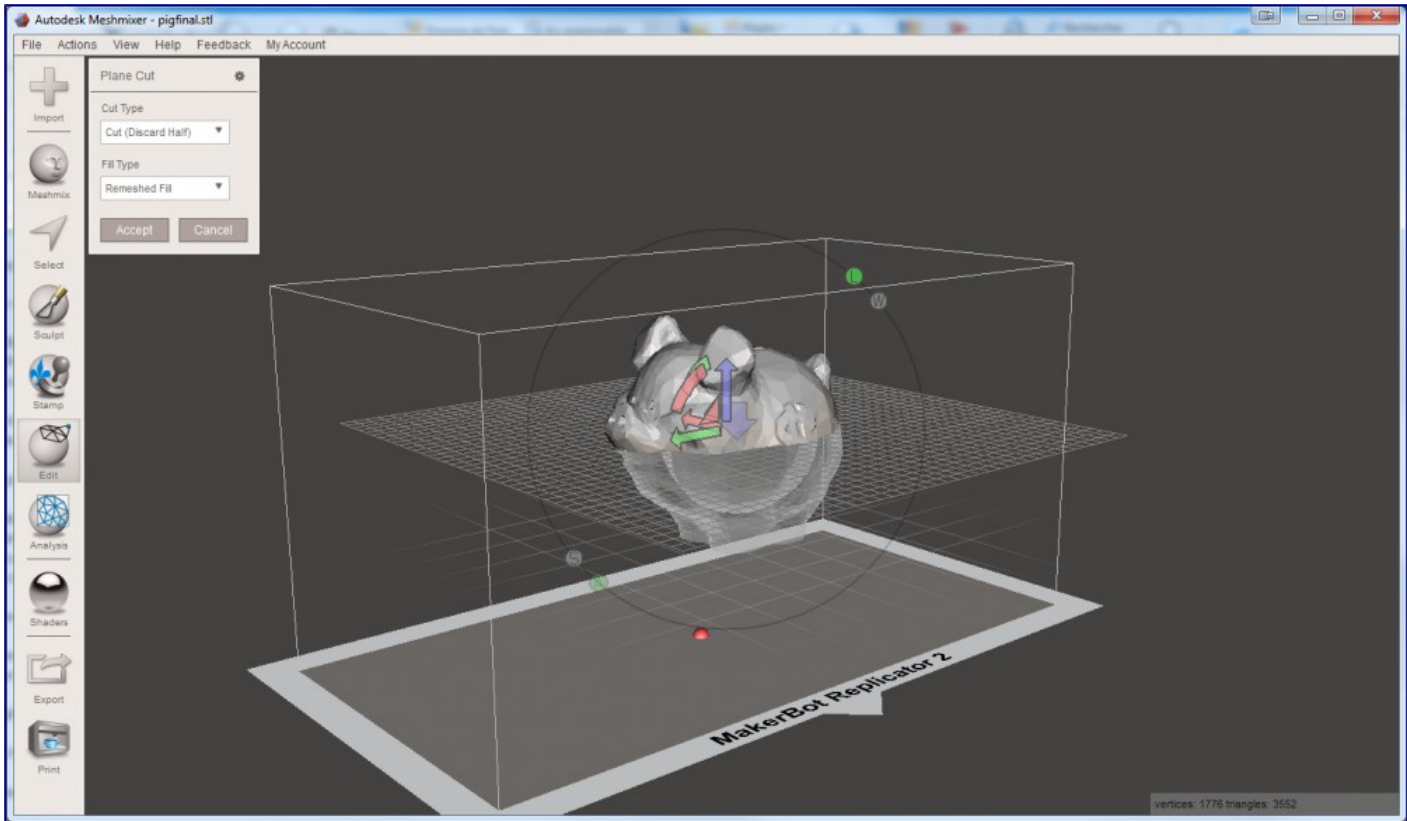 Autodesk Meshmixer - pigfinal.stl
File Actions View Help Feedback My Account
Import
Meshmix
Select
Sculpt
Stamp
Edit
Analysis
Shaders
Export
Print
Plane Cut
Cut Type
Cut (Discard Half)
Fill Type
Remeshed Fill
Accept Cancel
L
W
S
MakerBot Replicator 2
vertices: 1776 triangles: 3552